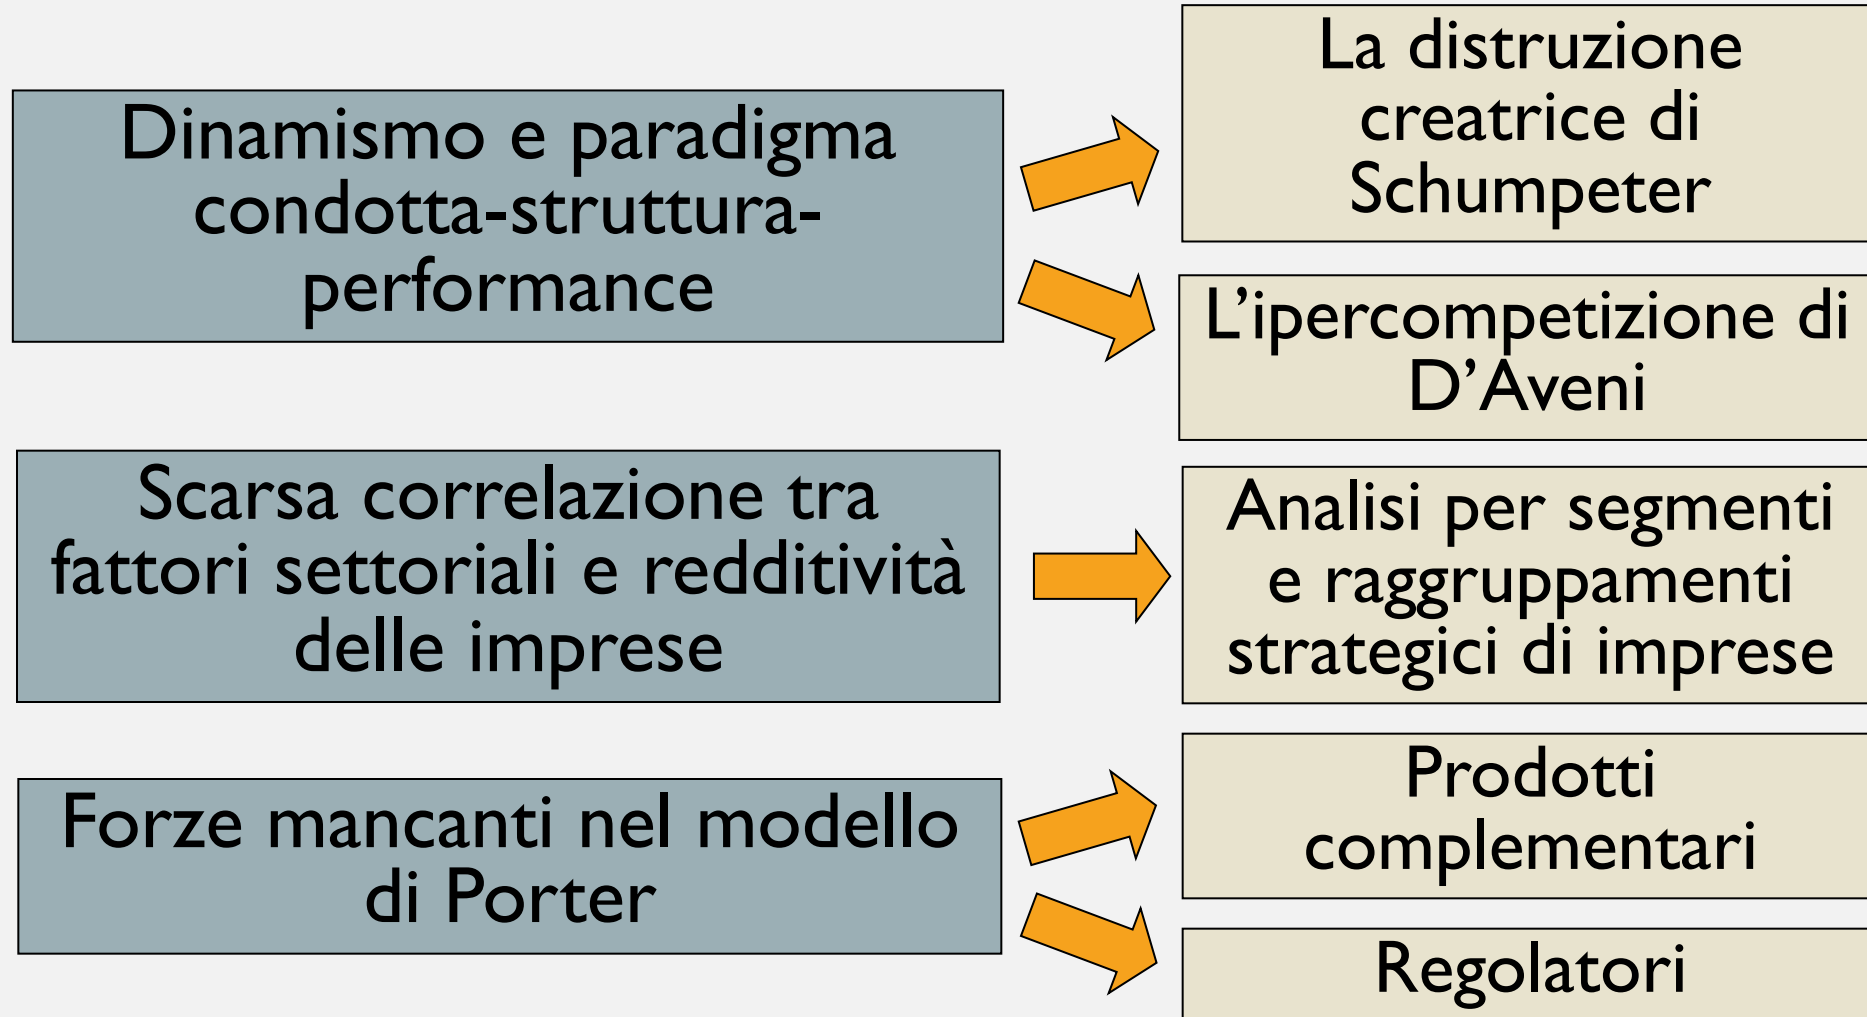 Dinamismo e paradigma
condotta-struttura-
performance
La distruzione
creatrice di
Schumpeter
L’ipercompetizione di
D’Aveni
Scarsa correlazione tra
fattori settoriali e redditività
delle imprese
Analisi per segmenti
e raggruppamenti
strategici di imprese
Forze mancanti nel modello
di Porter
Prodotti
complementari
Regolatori